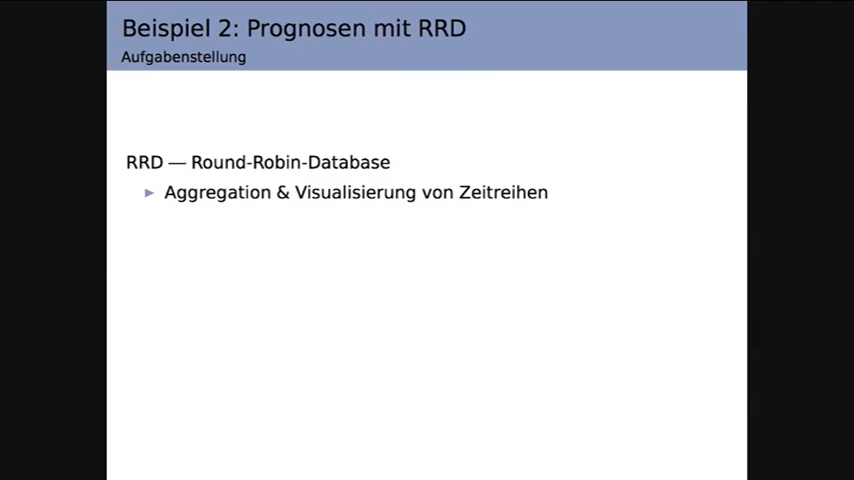 Beispiel 2: Prognosen mit RRD
Aufgabenstellung
RRD — Round-Robin-Database
▶ Aggregation & Visualisierung von Zeitreihen